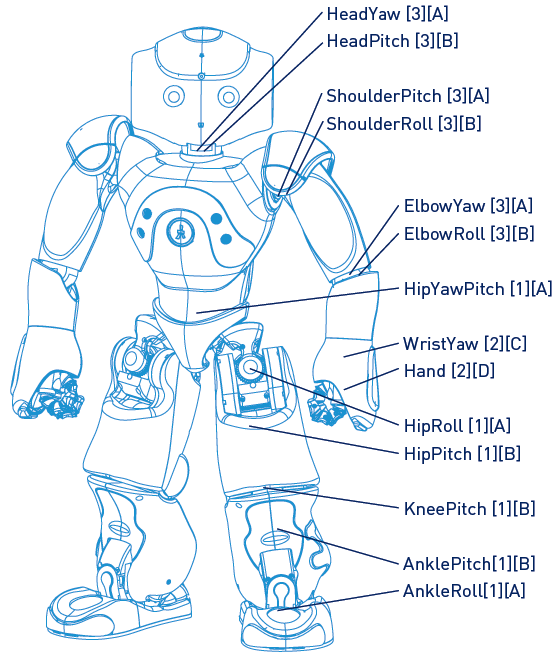 HeadYaw [3][A]
HeadPitch [3][B]
ShoulderPitch [3][A]
ShoulderRoll [3][B]
ElbowYaw [3][A]
ElbowRoll [3][B]
HipYawPitch [1][A]
WristYaw [2][C]
Hand [2][D]
HipRoll [1][A]
HipPitch [1][B]
KneePitch [1][B]
AnklePitch[1][B]
AnkleRoll[1][A]